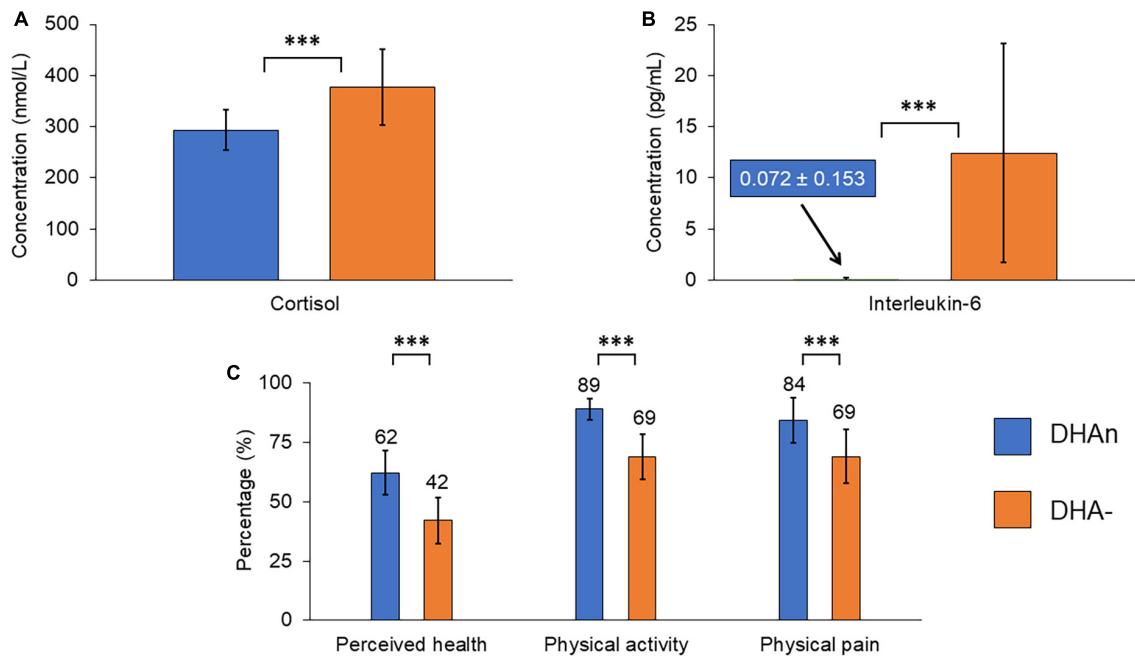 A
Concentration (nmol/L)
500
400
300
200
100
0
***
Cortisol
B
Concentration (pg/mL)
25
20
15
10
5
0
***
0.072 ± 0.153
Interleukin-6
C
Percentage (%)
100
75
50
25
0
***
62
42
***
89
69
***
84
69
Perceived health
Physical activity
Physical pain
DHAn
DHA-